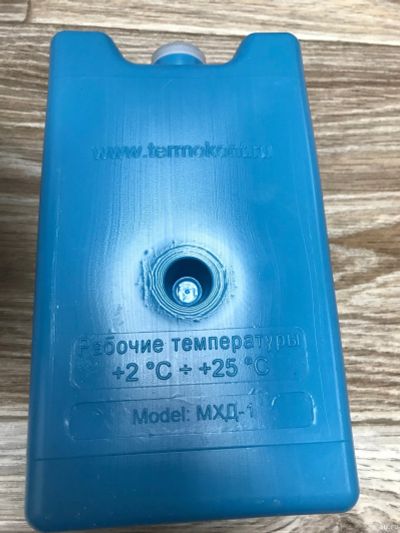 www.termokont.ru
Рабочие температуры
+2 °C ÷ +25 °C
Model: МХД-1